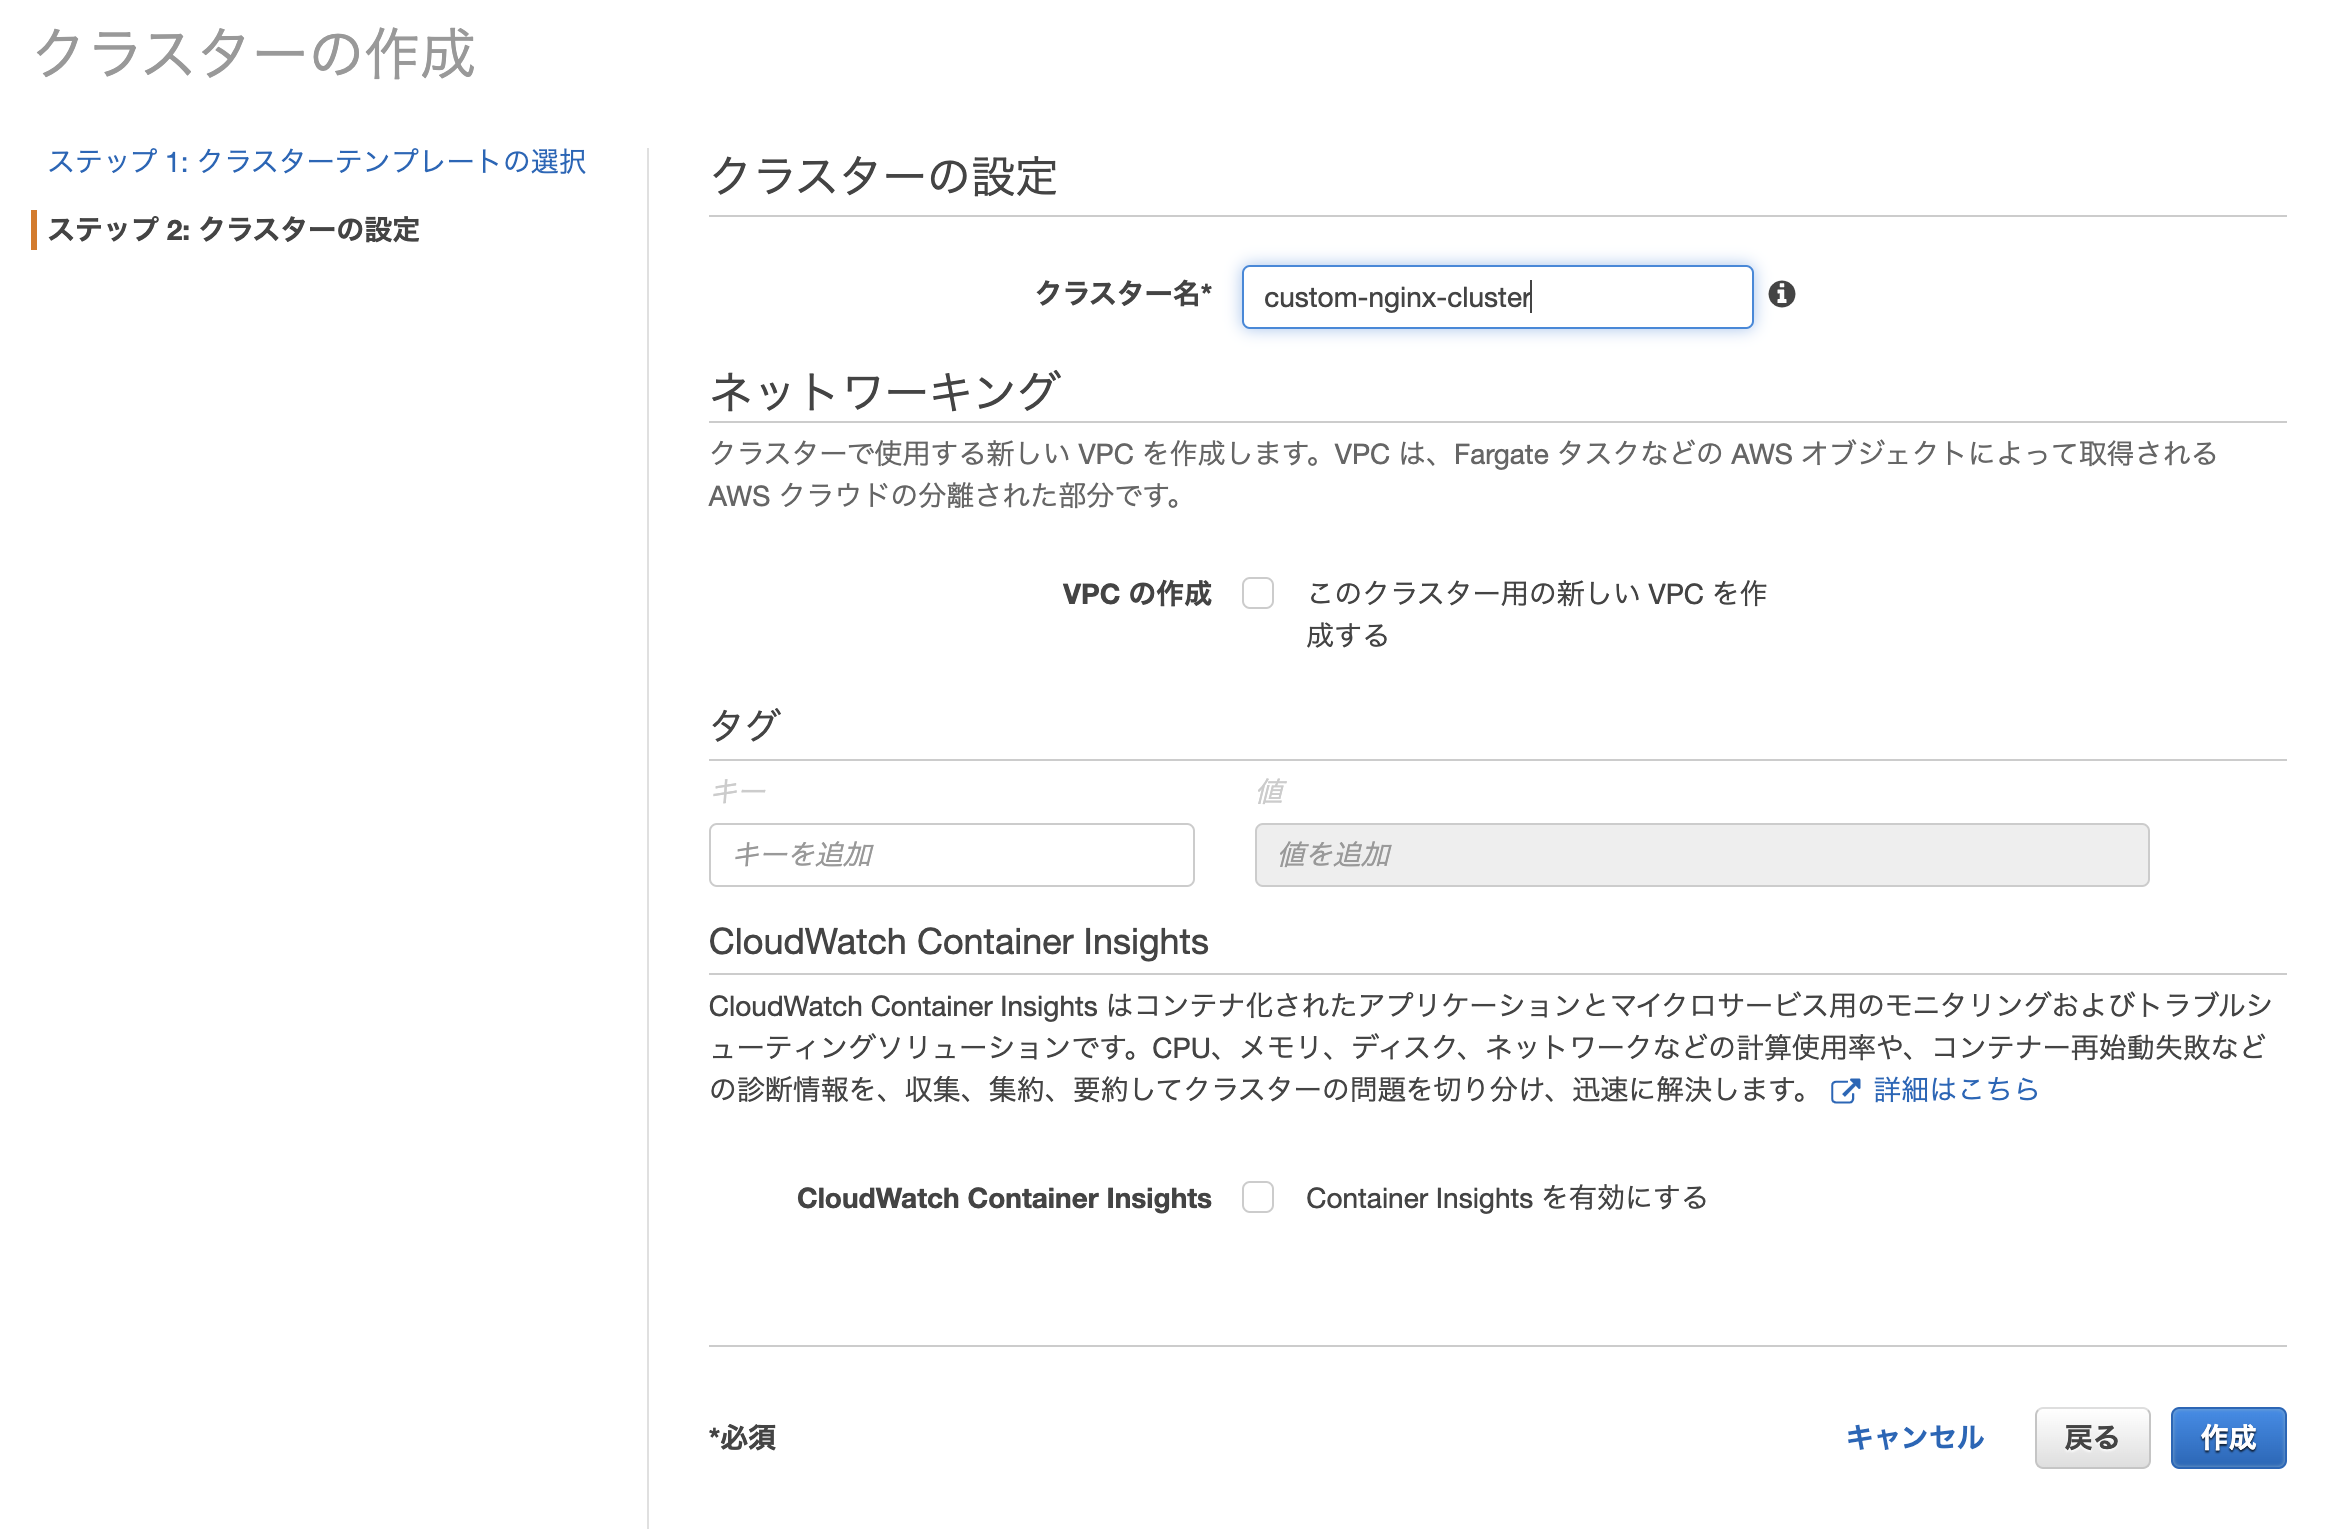 クラスターの作成
ステップ 1: クラスターテンプレートの選択
ステップ 2: クラスターの設定
クラスターの設定
クラスター名* custom-nginx-cluster
ネットワーキング
クラスターで使用する新しい VPC を作成します。VPC は、Fargate タスクなどの AWS オブジェクトによって取得される
AWS クラウドの分離された部分です。
VPC の作成 このクラスター用の新しい VPC を作
成する
タグ
キー 値
キーを追加 値を追加
CloudWatch Container Insights
CloudWatch Container Insights はコンテナ化されたアプリケーションとマイクロサービス用のモニタリングおよびトラブルシ
ューティングソリューションです。CPU、メモリ、ディスク、ネットワークなどの計算使用率や、コンテナー再始動失敗など
の診断情報を、収集、集約、要約してクラスターの問題を切り分け、迅速に解決します。 詳細はこちら
CloudWatch Container Insights Container Insights を有効にする
*必須 キャンセル 戻る 作成